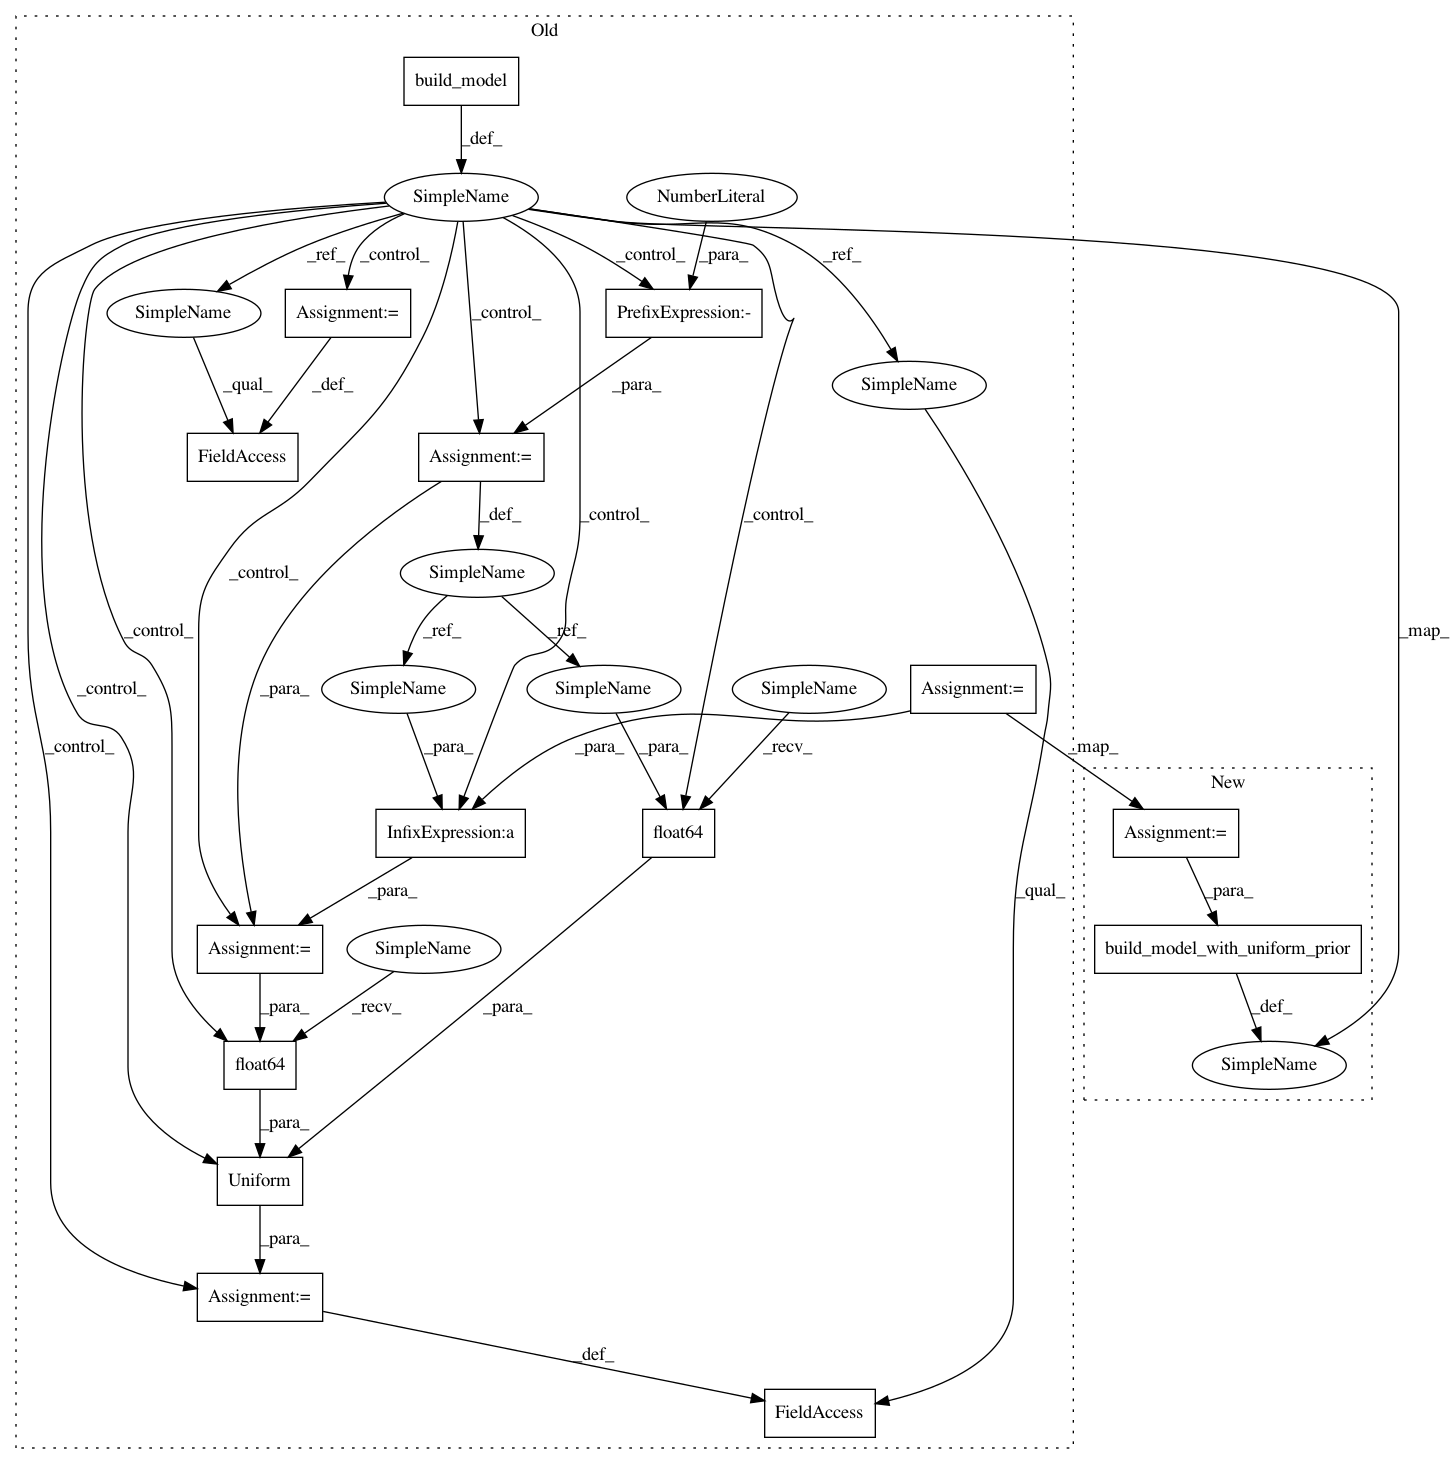 Old
build_model
_def_
SimpleName
NumberLiteral
_ref_
_control_
_control_
_para_
_ref_
SimpleName
Assignment:=
_control_
PrefixExpression:-
_qual_
_def_
_para_
SimpleName
FieldAccess
Assignment:=
_def_
_control_
_control_
_control_
SimpleName
_control_
_ref_
_ref_
_map_
_control_
_para_
SimpleName
SimpleName
SimpleName
Assignment:=
_control_
_para_
_para_
_recv_
_para_
_map_
New
InfixExpression:a
float64
Assignment:=
_para_
_qual_
_para_
Assignment:=
SimpleName
build_model_with_uniform_prior
_para_
_recv_
_para_
_def_
float64
SimpleName
_para_
Uniform
_para_
Assignment:=
_def_
FieldAccess